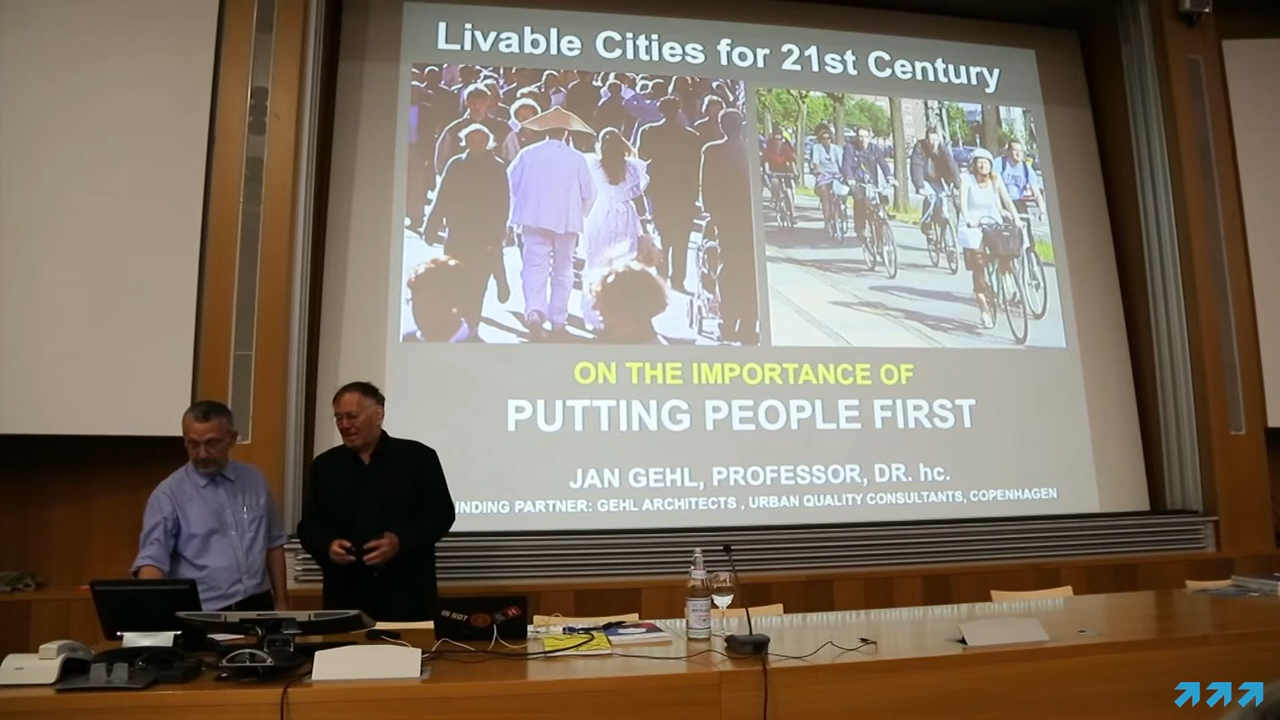 Livable Cities for 21st Century
ON THE IMPORTANCE OF
PUTTING PEOPLE FIRST
JAN GEHL, PROFESSOR, DR. hc.
UNDING PARTNER: GEHL ARCHITECTS , URBAN QUALITY CONSULTANTS, COPENHAGEN